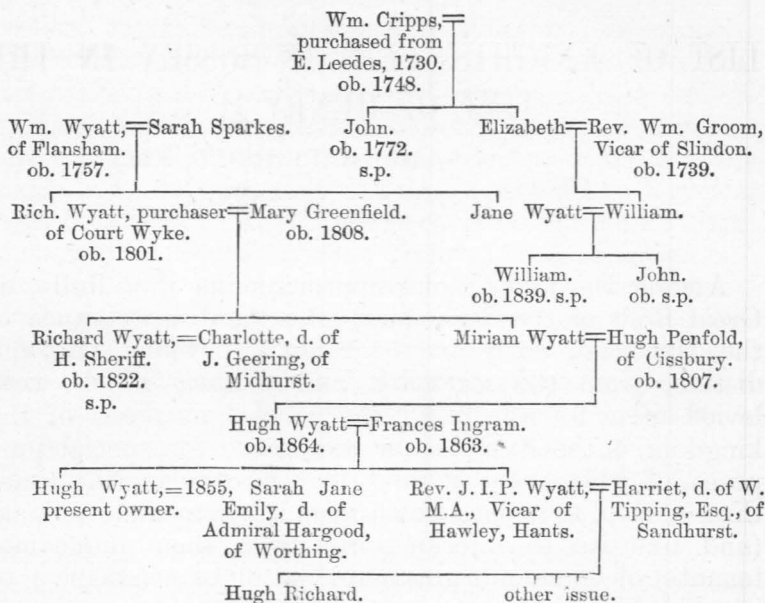 Wm. Cripps,
purchased from
E. Leedes, 1730.
ob. 1748.
Wm. Wyatt, Sarah Sparkes.
of Flansham.
ob. 1757.
John.
ob. 1772.
s.p.
Elizabeth Rev. Wm. Groom,
Vicar of Slindon.
ob. 1739.
Rich. Wyatt, purchaser Mary Greenfield.
of Court Wyke. ob. 1808.
ob. 1801.
Jane Wyatt William.
William.
ob. 1839. s.p.
John.
ob. s.p.
Richard Wyatt,=Charlotte, d. of
H. Sheriff. J. Geering, of
ob. 1822. Midhurst.
s.p.
Miriam Wyatt Hugh Penfold,
of Cissbury.
ob. 1807.
Hugh Wyatt Frances Ingram.
ob. 1864. ob. 1863.
Hugh Wyatt,=1855, Sarah Jane
present owner. Emily, d. of
Admiral Hargood,
of Worthing.
Rev. J. I. P. Wyatt, Harriet, d. of W.
M.A., Vicar of Tipping, Esq., of
Hawley, Hants. Sandhurst.
Hugh Richard. other issue.